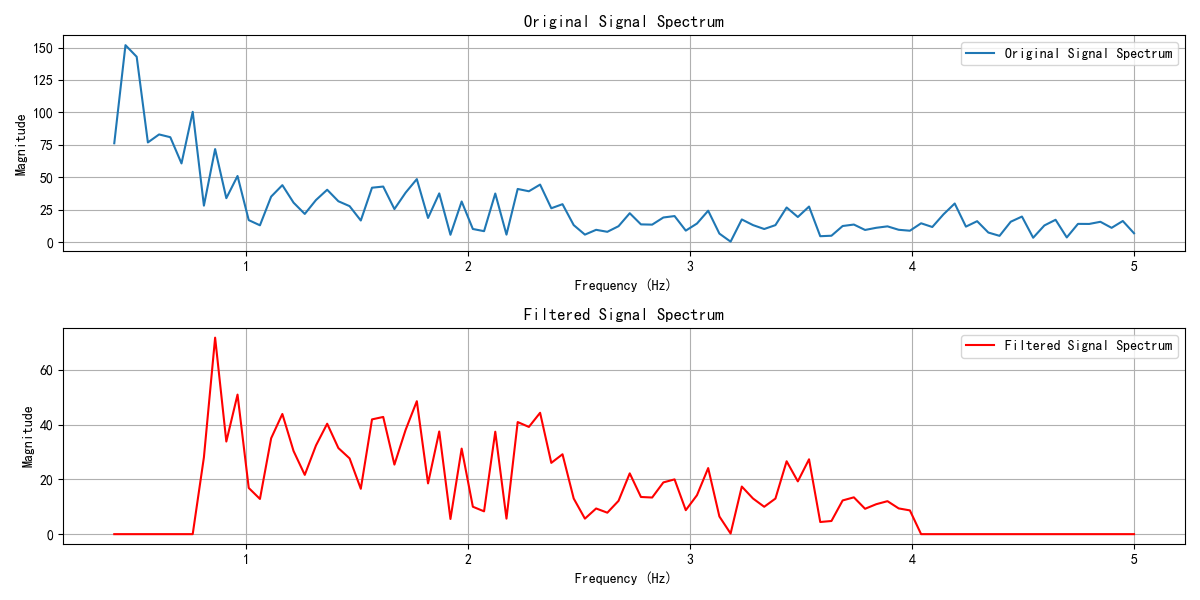 Original Signal Spectrum
Magnitude
150
125
100
75
50
25
0
Original Signal Spectrum
1 2 3 4 5
Frequency (Hz)
Filtered Signal Spectrum
Magnitude
60
40
20
0
Filtered Signal Spectrum
1 2 3 4 5
Frequency (Hz)